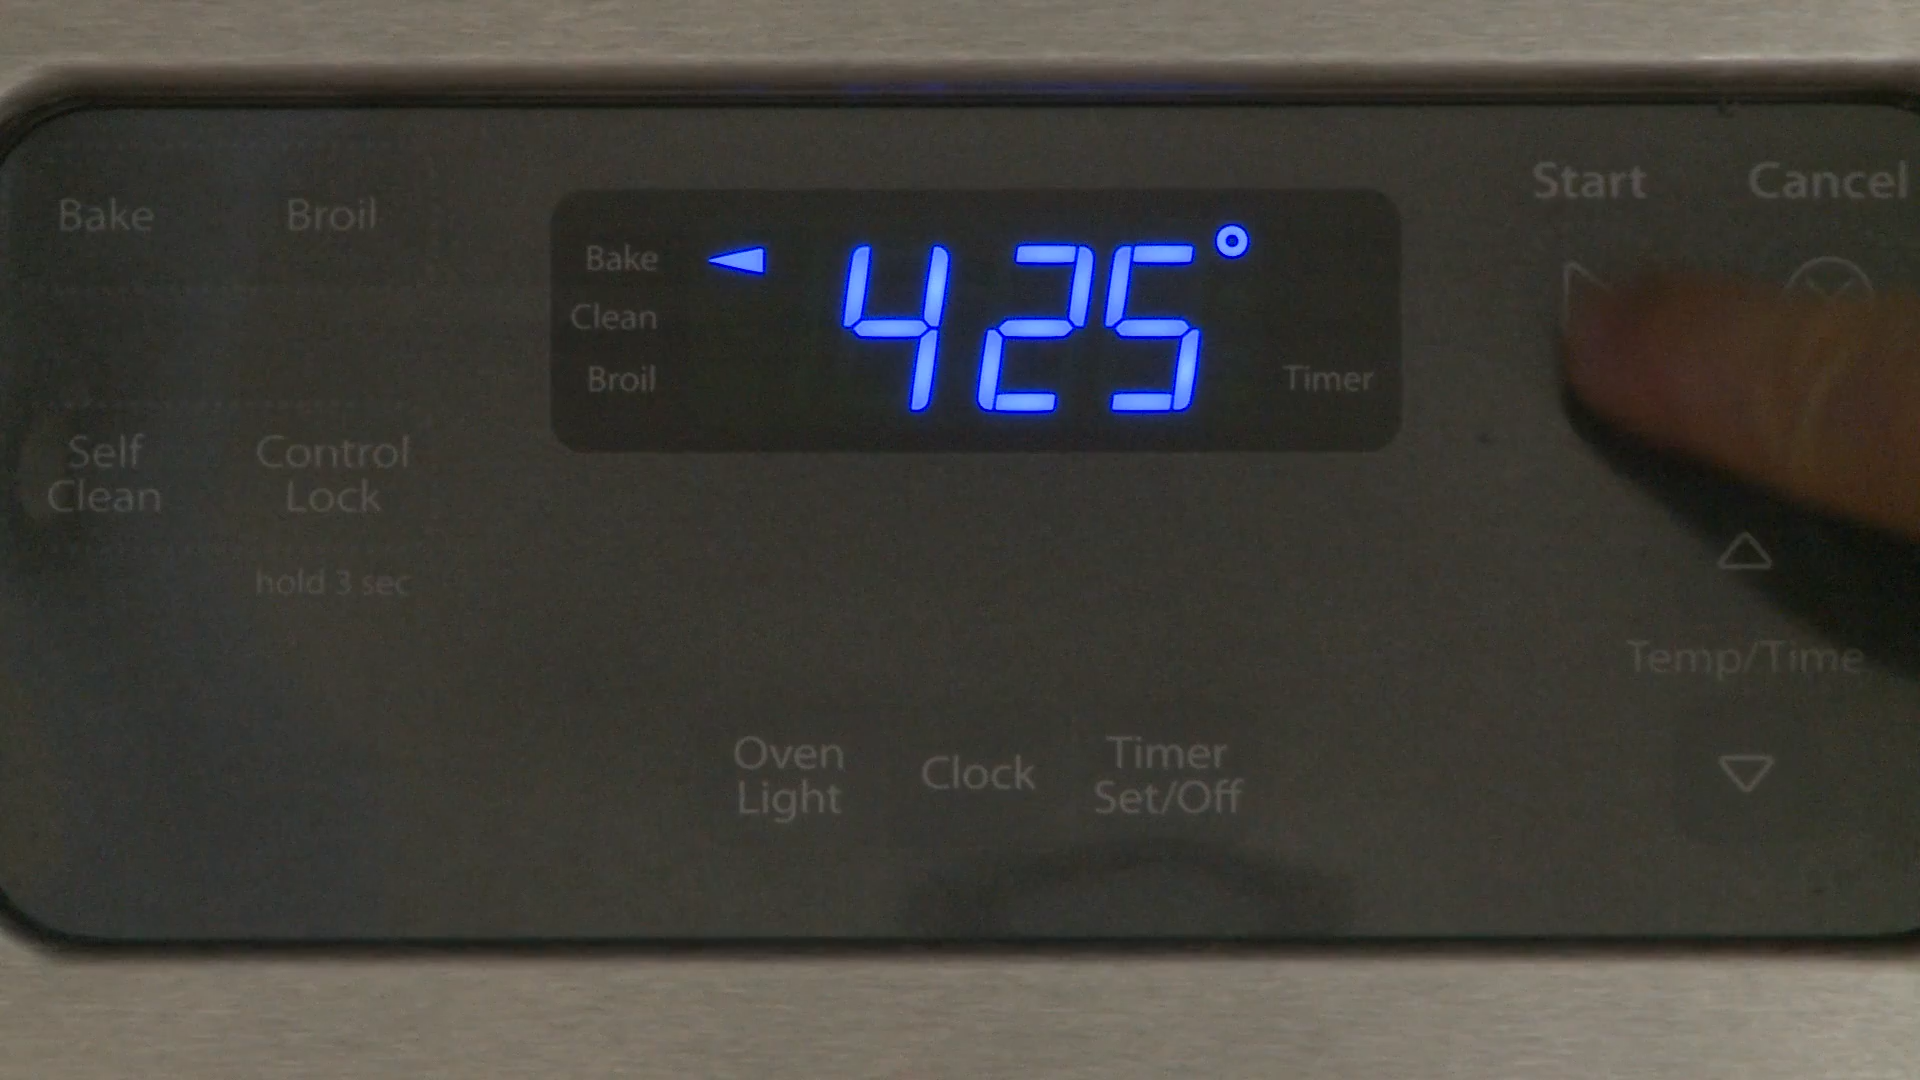 Start Cancel
Bake Broil
Bake 425°
Clean
Broil Timer
Self
Clean
Control
Lock
hold 3 sec
Temp/Time
Oven
Light
Clock
Timer
Set/Off